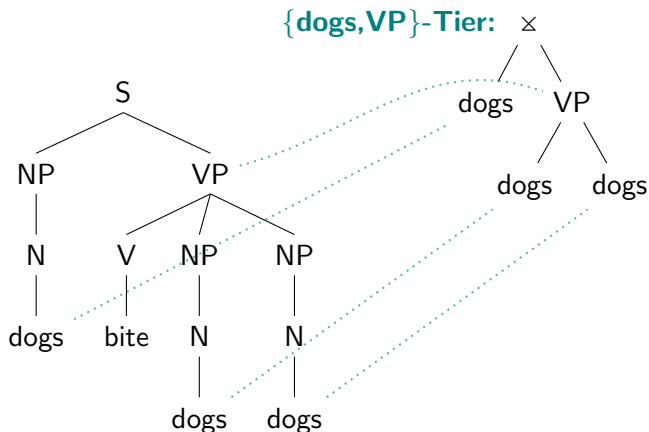 {dogs,VP}-Tier: ⋊
S
dogs VP
NP VP
dogs dogs
N V NP NP
dogs bite N N
dogs dogs